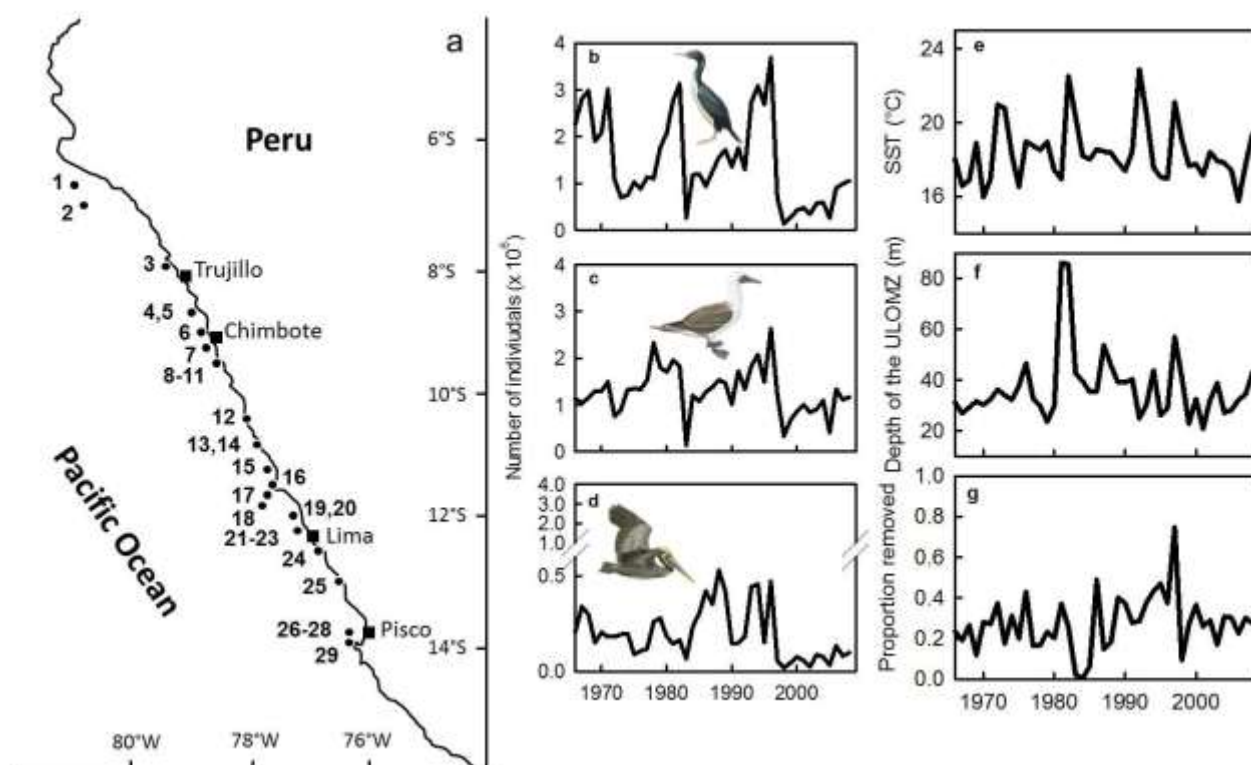 a
Peru
Pacific Ocean
6°S
8°S
10°S
12°S
14°S
80°W
78°W
76°W
1
2
3
Trujillo
4,5
6
Chimbote
7
8-11
12
13,14
15
16
17
18
19,20
21-23
Lima
24
25
26-28
Pisco
29
Number of indiviudals (x 10⁶)
b
4
3
2
1
0
c
4
3
2
1
0
d
4.0
3.0
2.0
1.0
0.5
0.0
1970 1980 1990 2000
SST (°C)
e
24
20
16
Depth of the ULOMZ (m)
f
80
60
40
20
Proportion removed
g
1.0
0.8
0.6
0.4
0.2
0.0
1970 1980 1990 2000